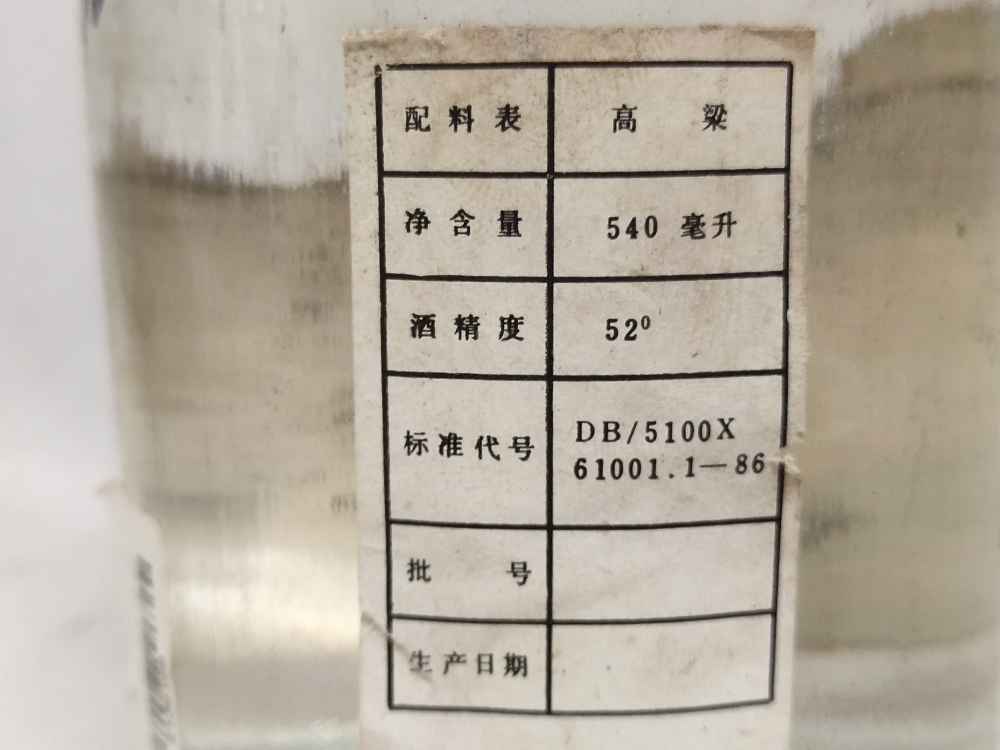 配料表 高粱
净含量 540 毫升
酒精度 52⁰
标准代号 DB/5100X
61001.1—86
批号
生产日期